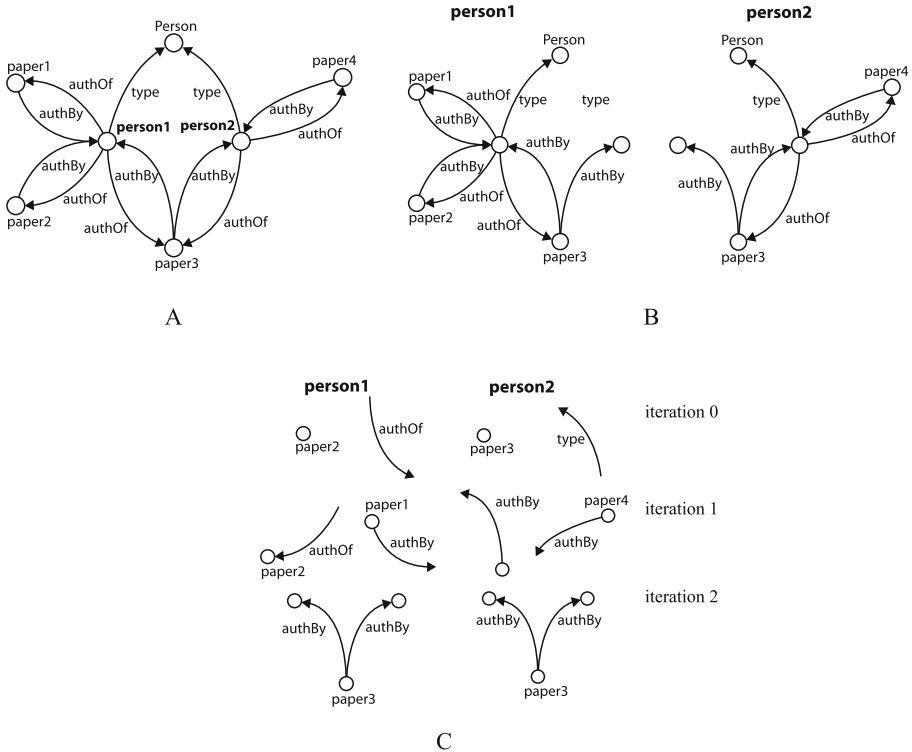 person1 person2
Person Person Person
paper1 paper4 paper1 paper4
authOf type type authBy authOf type type type authBy
authBy person1 person2 authOf authBy authBy authBy authOf
authBy authBy authBy authBy authBy authBy
authOf authOf
paper2 authOf authOf paper2 authOf authOf
paper3 paper3 paper3
A B
person1 person2 iteration 0
authOf type
paper2 paper3
paper1 authBy paper4 iteration 1
authOf authBy authBy
paper2
iteration 2
authBy authBy authBy authBy
paper3 paper3
C